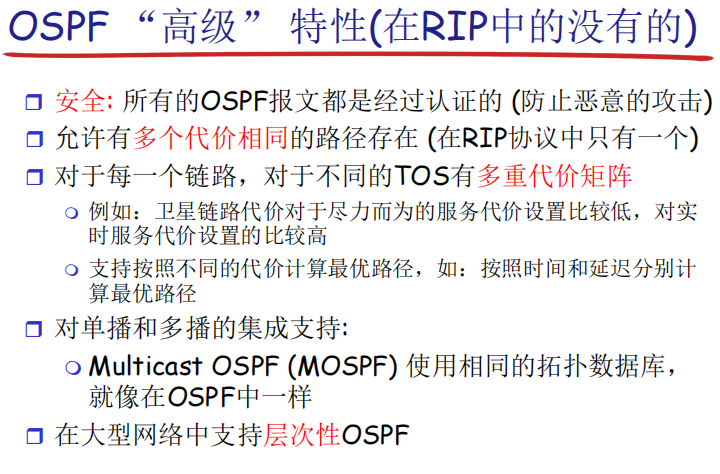 OSPF “高级” 特性(在RIP中的没有的)
安全: 所有的OSPF报文都是经过认证的 (防止恶意的攻击)
允许有多个代价相同的路径存在 (在RIP协议中只有一个)
对于每一个链路，对于不同的TOS有多重代价矩阵
例如：卫星链路代价对于尽力而为的服务代价设置比较低，对实
时服务代价设置的比较高
支持按照不同的代价计算最优路径，如：按照时间和延迟分别计
算最优路径
对单播和多播的集成支持:
Multicast OSPF (MOSPF) 使用相同的拓扑数据库，
就像在OSPF中一样
在大型网络中支持层次性OSPF